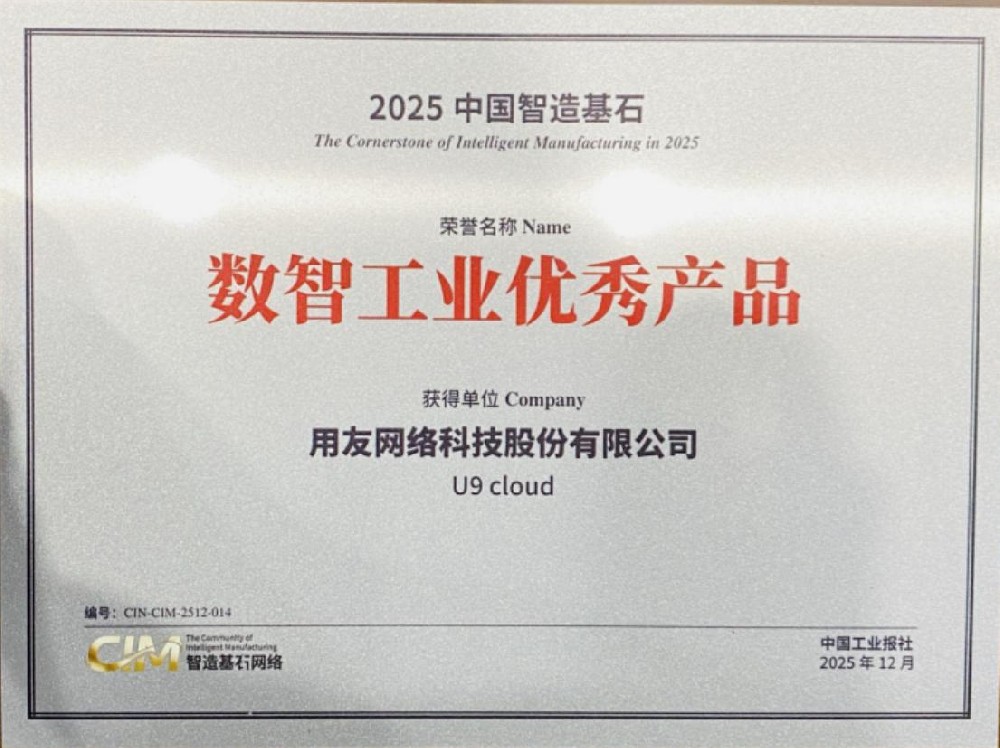 2025 中国智造基石
The Cornerstone of Intelligent Manufacturing in 2025
荣誉名称 Name
数智工业优秀产品
获得单位 Company
用友网络科技股份有限公司
U9 cloud
编号：CIN-CIM-2512-014
CIM
The Community of
Intelligent Manufacturing
智造基石网络
中国工业报社
2025 年 12 月